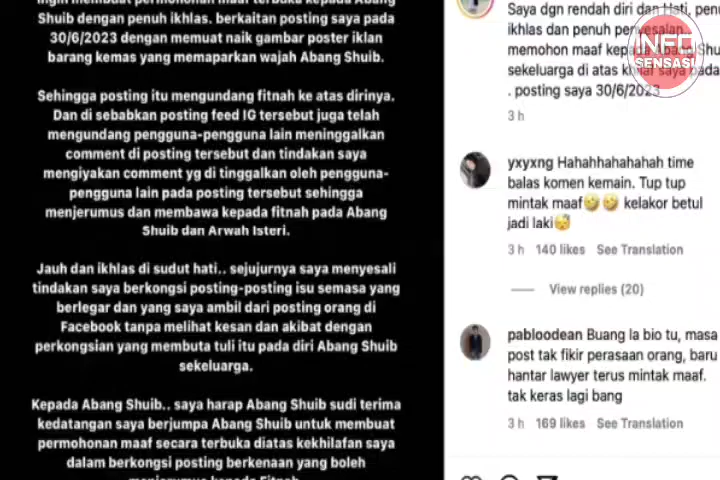 ingin membuat permohonan maaf terbuka kepada Abang
Shuib dengan penuh ikhlas. berkaitan posting saya pada
30/6/2023 dengan memuat naik gambar poster iklan
barang kemas yang memaparkan wajah Abang Shuib.
Sehingga posting itu mengundang fitnah ke atas dirinya.
Dan di sebabkan posting feed IG tersebut juga telah
mengundang pengguna-pengguna lain meninggalkan
comment di posting tersebut dan tindakan saya
mengiyakan comment yg di tinggalkan oleh pengguna-
pengguna lain pada posting tersebut sehingga
menjerumus dan membawa kepada fitnah pada Abang
Shuib dan Arwah Isteri.
Jauh dan ikhlas di sudut hati.. sejujurnya saya menyesali
tindakan saya berkongsi posting-posting isu semasa yang
berlegar dan yang saya ambil dari posting orang di
Facebook tanpa melihat kesan dan akibat dengan
perkongsian yang membuta tuli itu pada diri Abang Shuib
sekeluarga.
Kepada Abang Shuib.. saya harap Abang Shuib sudi terima
kedatangan saya berjumpa Abang Shuib untuk membuat
permohonan maaf secara terbuka diatas kekhilafan saya
dalam berkongsi posting berkenaan yang boleh
menjerumus kepada Fitnah
Saya dgn rendah diri dan Hati, penu
ikhlas dan penuh penyesalan..
memohon maaf kepada Abang Shu
sekeluarga di atas khilaf saya pada
. posting saya 30/6/2023
3 h
INFO
SENSASI
yxyxng Hahahhahahahah time
balas komen kemain. Tup tup
mintak maaf🤣🤣 kelakor betul
jadi laki😴
3 h 140 likes See Translation
View replies (20)
pabloodean Buang la bio tu, masa
post tak fikir perasaan orang, baru
hantar lawyer terus mintak maaf.
tak keras lagi bang
3 h 169 likes See Translation